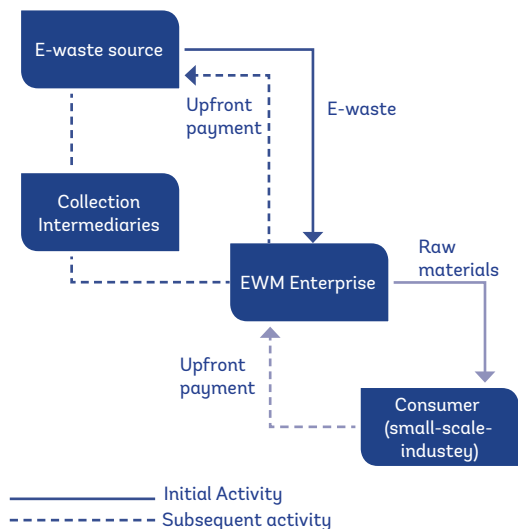 E-waste source
Upfront
payment
E-waste
Collection
Intermediaries
EWM Enterprise
Raw
materials
Upfront
payment
Consumer
(small-scale-
industey)
Initial Activity
Subsequent activity